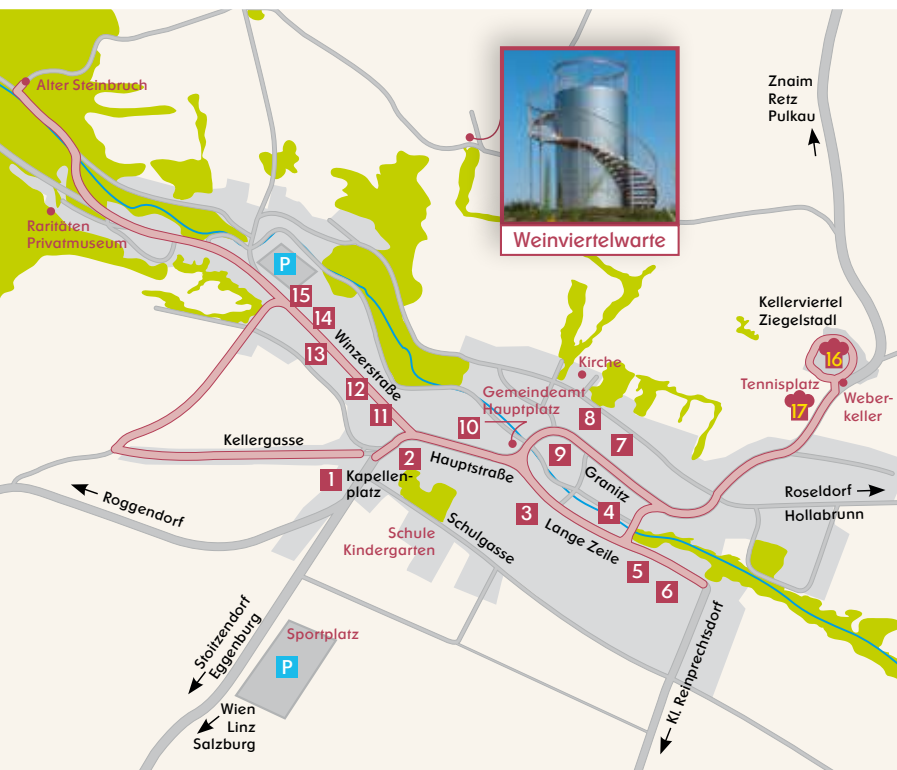 Alter Steinbruch
Raritäten
Privatmuseum
Weinviertelwarte
Znaim
Retz
Pulkau
P
15
14
13
Winzerstraße
12
11
Kellerviertel
Ziegelstadl
16
Tennisplatz
17
Weber-
keller
Kirche
Gemeindeamt
Hauptplatz
10
8
7
9
Granitz
Kellergasse
2
Hauptstraße
1
Kapellen-
platz
3
4
Lange Zeile
5
6
Schule
Kindergarten
Schulgasse
Roggendorf
Roseldorf
Hollabrunn
Stoitzendorf
Eggenburg
Sportplatz
P
Wien
Linz
Salzburg
Kl. Reinprechtsdorf